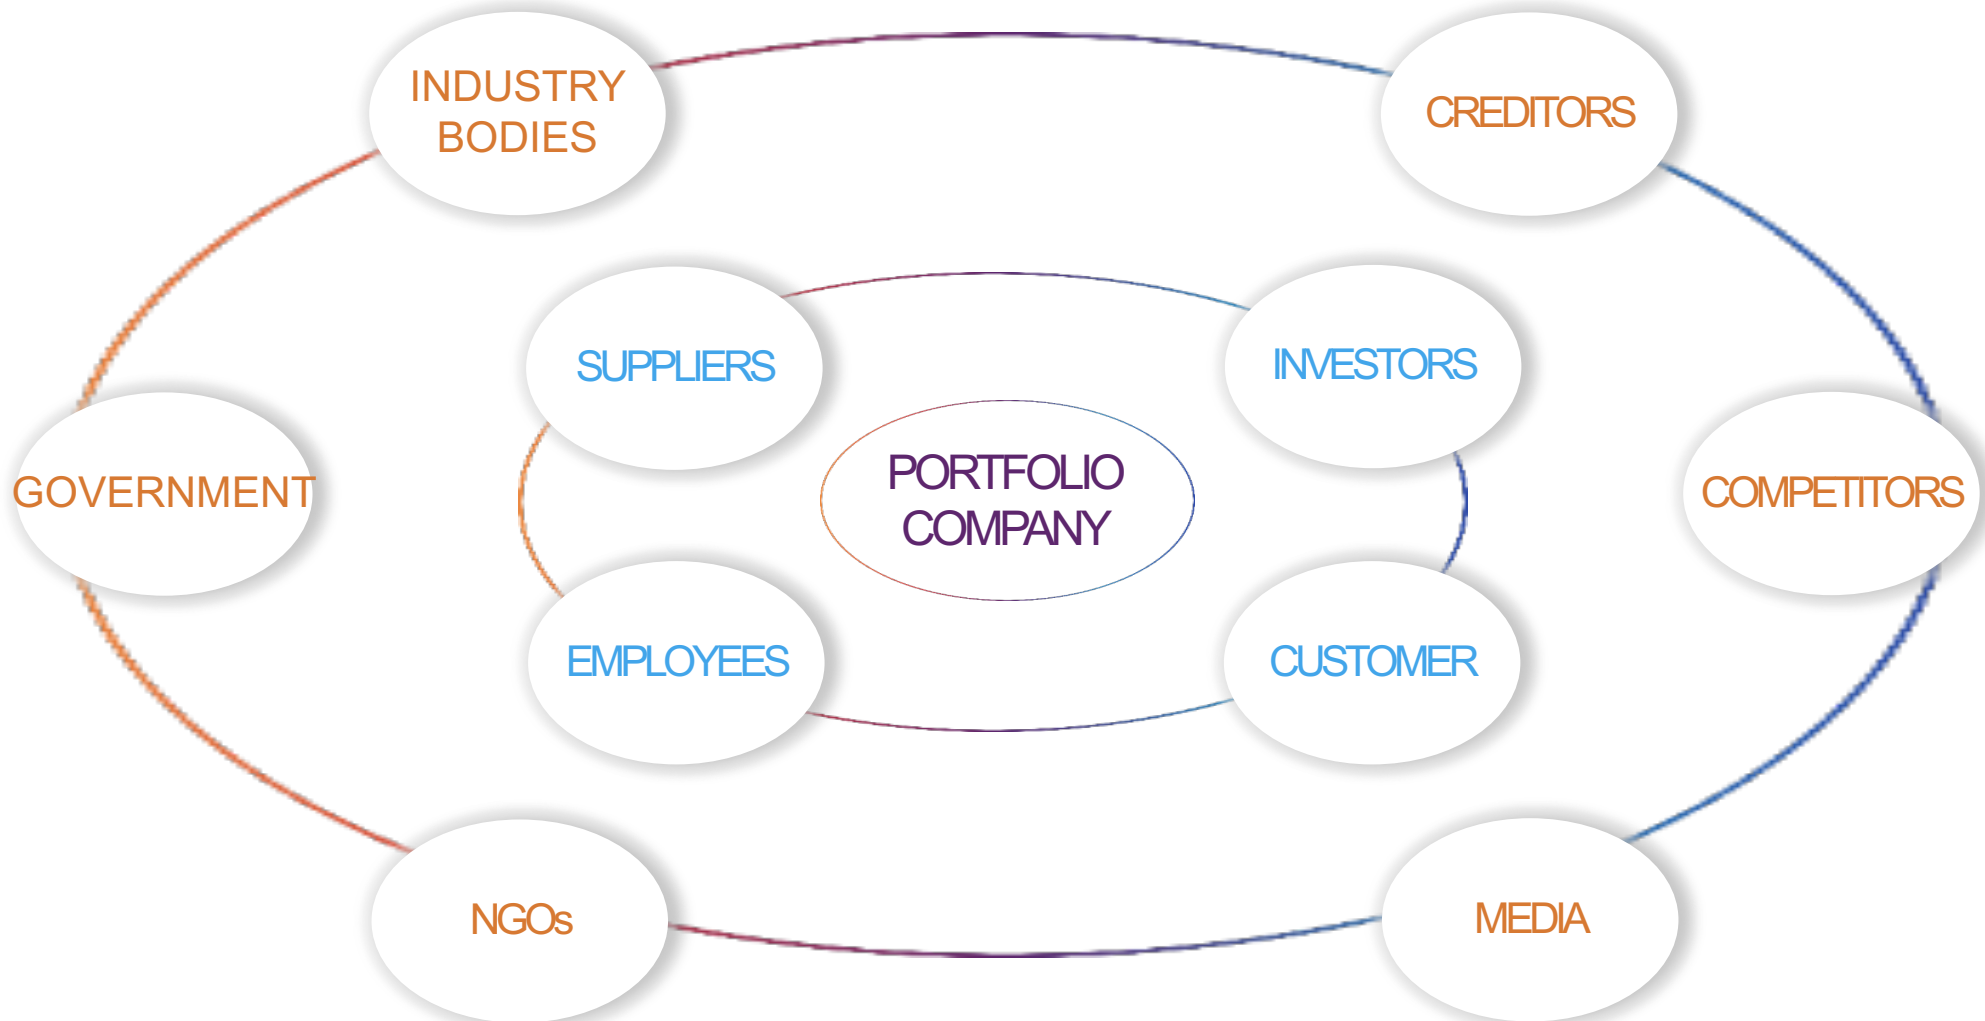 INDUSTRY
BODIES
CREDITORS
SUPPLIERS
INVESTORS
PORTFOLIO
COMPANY
GOVERNMENT
COMPETITORS
EMPLOYEES
CUSTOMER
NGOs
MEDIA